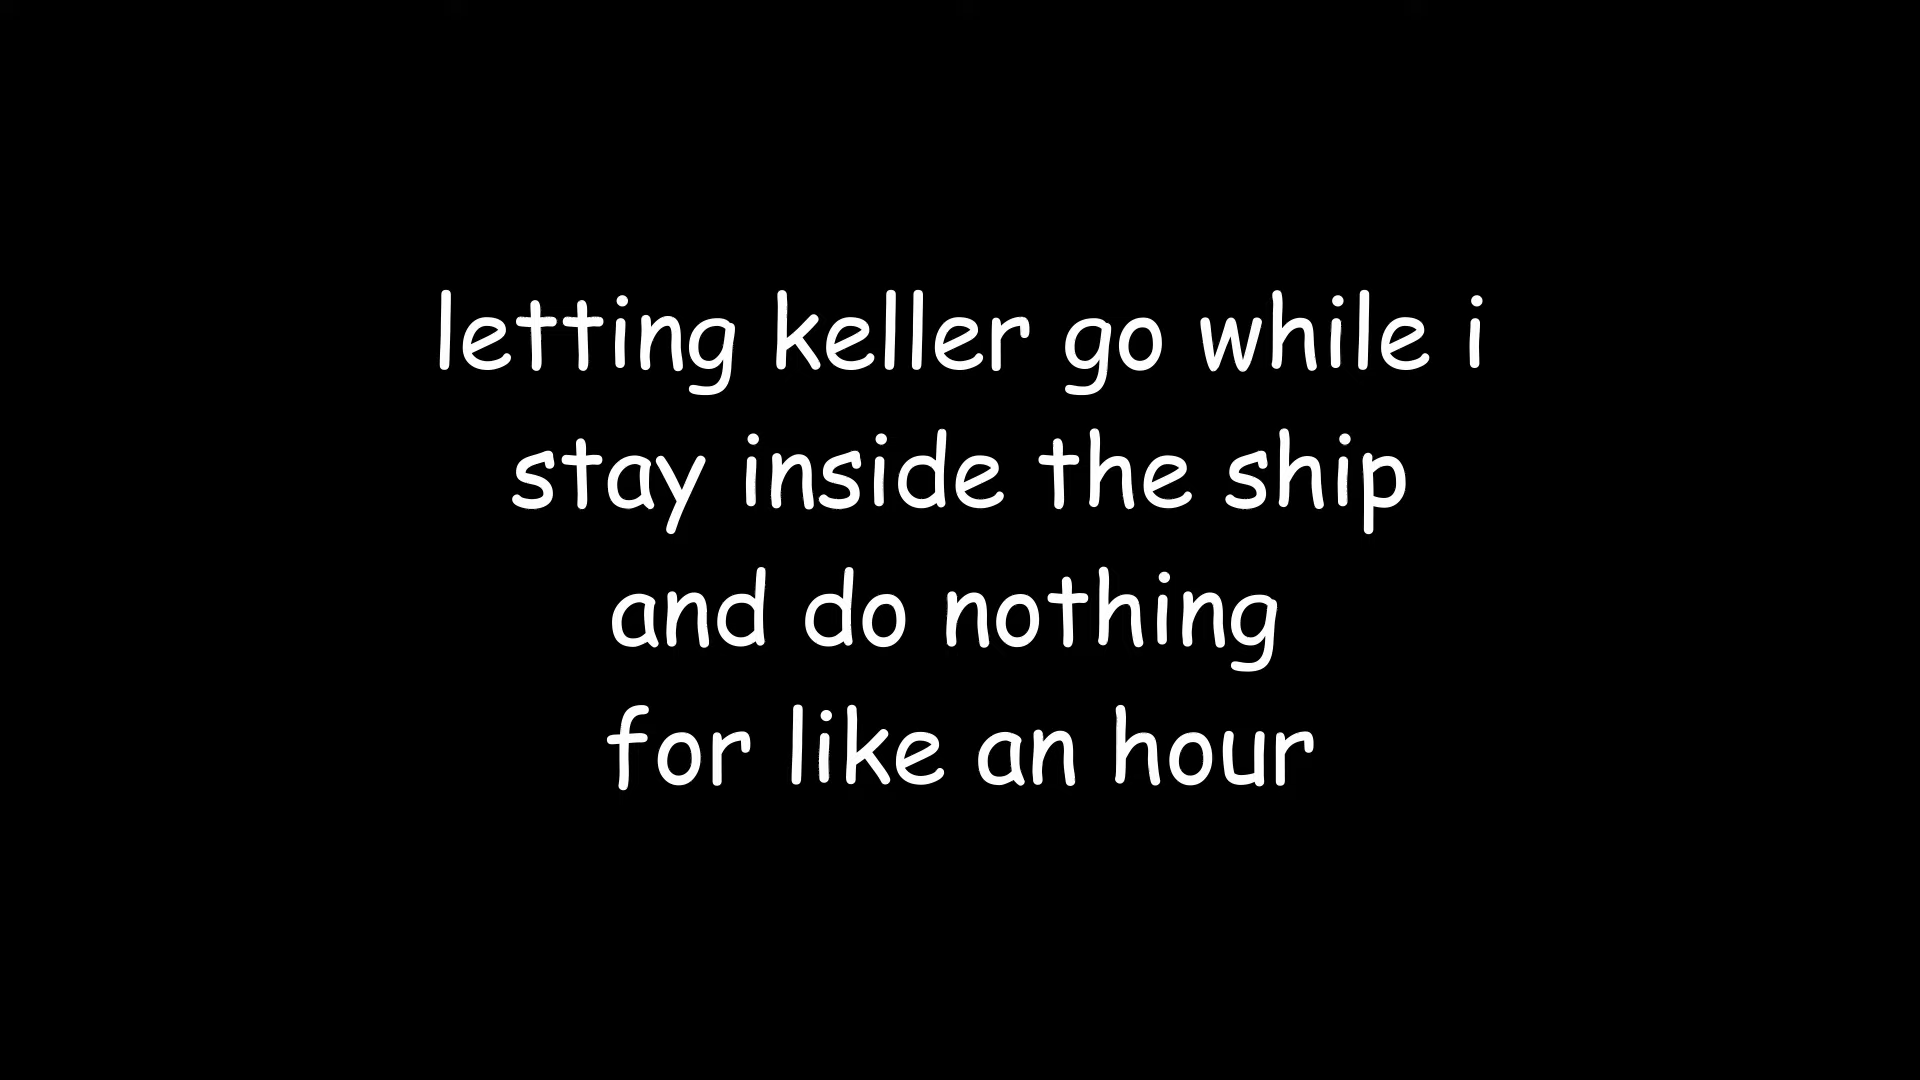 letting keller go while i
stay inside the ship
and do nothing
for like an hour